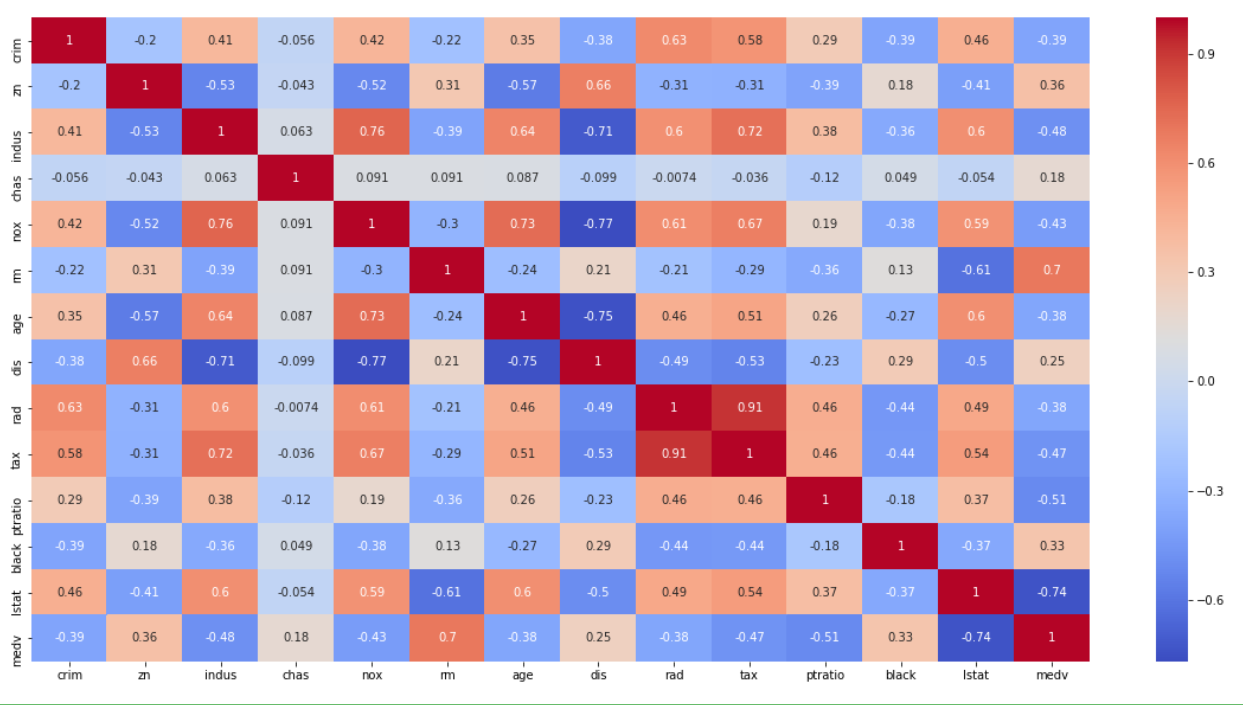 crim 1 -0.2 0.41 -0.056 0.42 -0.22 0.35 -0.38 0.63 0.58 0.29 -0.39 0.46 -0.39
zn -0.2 1 -0.53 -0.043 -0.52 0.31 -0.57 0.66 -0.31 -0.31 -0.39 0.18 -0.41 0.36
indus 0.41 -0.53 1 0.063 0.76 -0.39 0.64 -0.71 0.6 0.72 0.38 -0.36 0.6 -0.48
chas -0.056 -0.043 0.063 1 0.091 0.091 0.087 -0.099 -0.0074 -0.036 -0.12 0.049 -0.054 0.18
nox 0.42 -0.52 0.76 0.091 1 -0.3 0.73 -0.77 0.61 0.67 0.19 -0.38 0.59 -0.43
rm -0.22 0.31 -0.39 0.091 -0.3 1 -0.24 0.21 -0.21 -0.29 -0.36 0.13 -0.61 0.7
age 0.35 -0.57 0.64 0.087 0.73 -0.24 1 -0.75 0.46 0.51 0.26 -0.27 0.6 -0.38
dis -0.38 0.66 -0.71 -0.099 -0.77 0.21 -0.75 1 -0.49 -0.53 -0.23 0.29 -0.5 0.25
rad 0.63 -0.31 0.6 -0.0074 0.61 -0.21 0.46 -0.49 1 0.91 0.46 -0.44 0.49 -0.38
tax 0.58 -0.31 0.72 -0.036 0.67 -0.29 0.51 -0.53 0.91 1 0.46 -0.44 0.54 -0.47
ptratio 0.29 -0.39 0.38 -0.12 0.19 -0.36 0.26 -0.23 0.46 0.46 1 -0.18 0.37 -0.51
black -0.39 0.18 -0.36 0.049 -0.38 0.13 -0.27 0.29 -0.44 -0.44 -0.18 1 -0.37 0.33
lstat 0.46 -0.41 0.6 -0.054 0.59 -0.61 0.6 -0.5 0.49 0.54 0.37 -0.37 1 -0.74
medv -0.39 0.36 -0.48 0.18 -0.43 0.7 -0.38 0.25 -0.38 -0.47 -0.51 0.33 -0.74 1
crim zn indus chas nox rm age dis rad tax ptratio black lstat medv
0.9
0.6
0.3
0.0
−0.3
−0.6